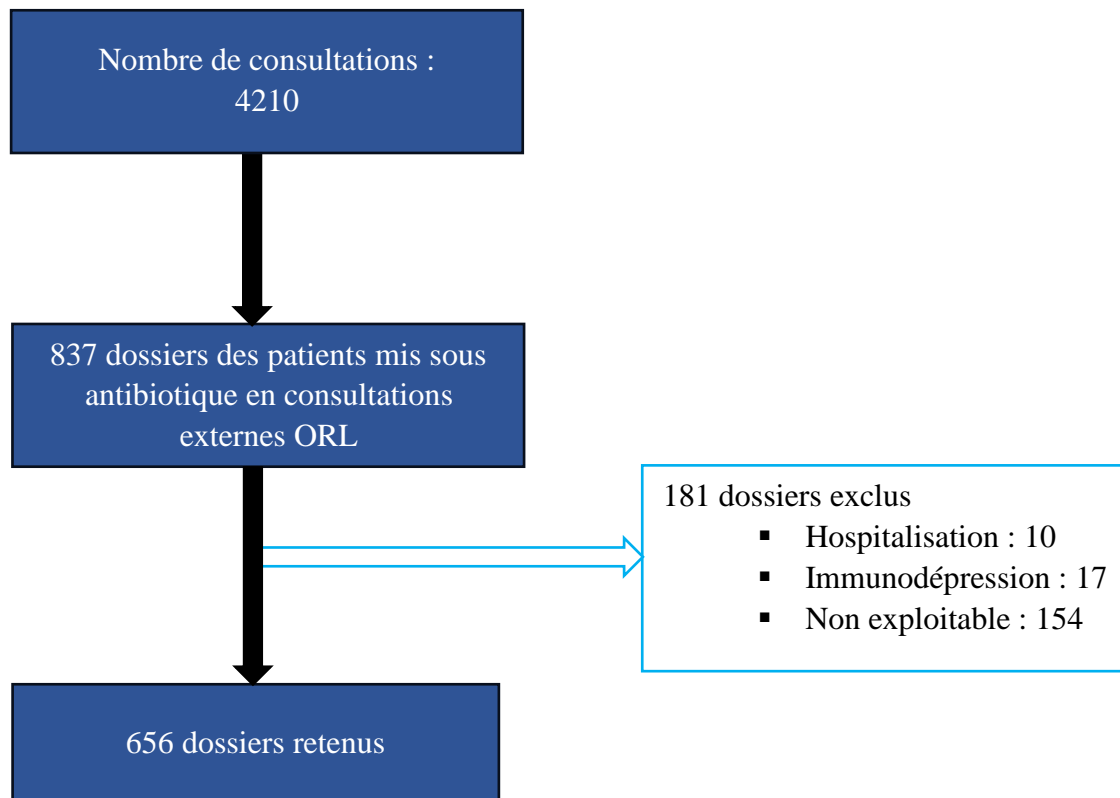 Nombre de consultations :
4210
837 dossiers des patients mis sous
antibiotique en consultations
externes ORL
181 dossiers exclus
▪ Hospitalisation : 10
▪ Immunodépression : 17
▪ Non exploitable : 154
656 dossiers retenus